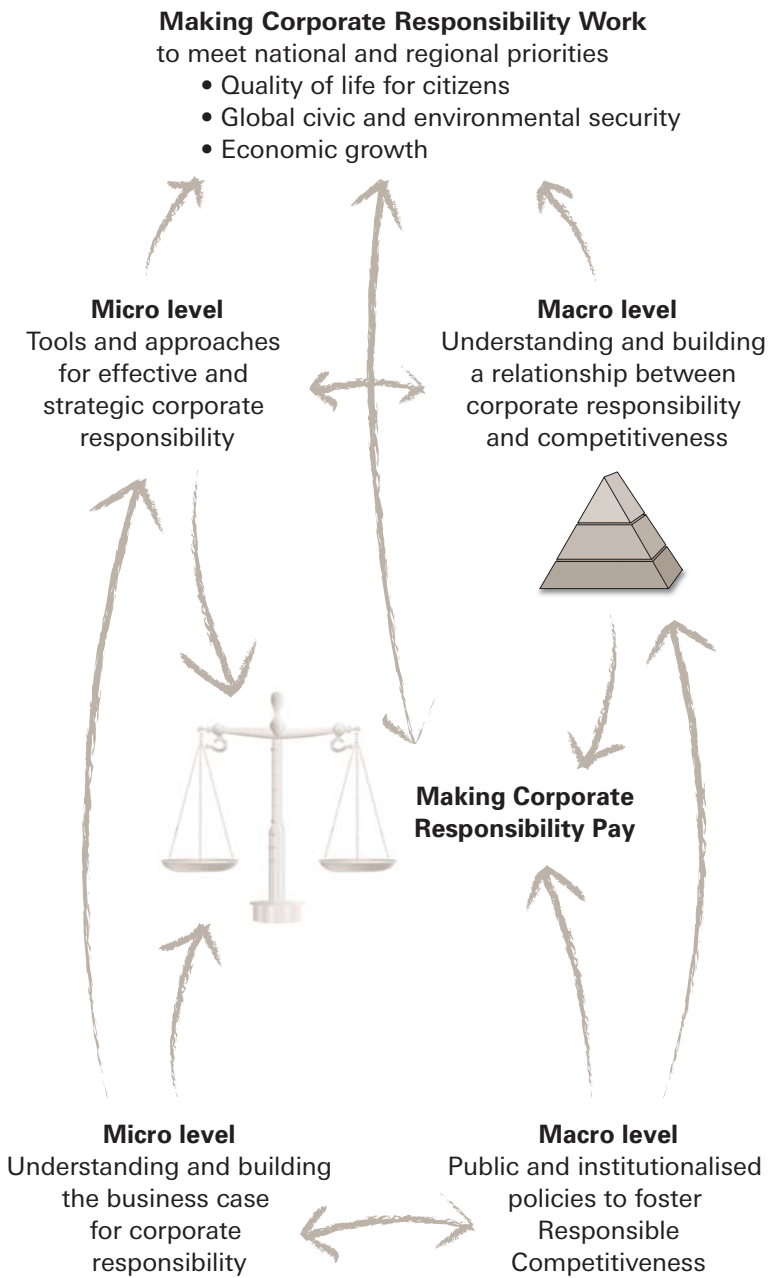 Making Corporate Responsibility Work
to meet national and regional priorities
• Quality of life for citizens
• Global civic and environmental security
• Economic growth
Micro level
Tools and approaches
for effective and
strategic corporate
responsibility
Macro level
Understanding and building
a relationship between
corporate responsibility
and competitiveness
Making Corporate
Responsibility Pay
Micro level
Understanding and building
the business case
for corporate
responsibility
Macro level
Public and institutionalised
policies to foster
Responsible
Competitiveness